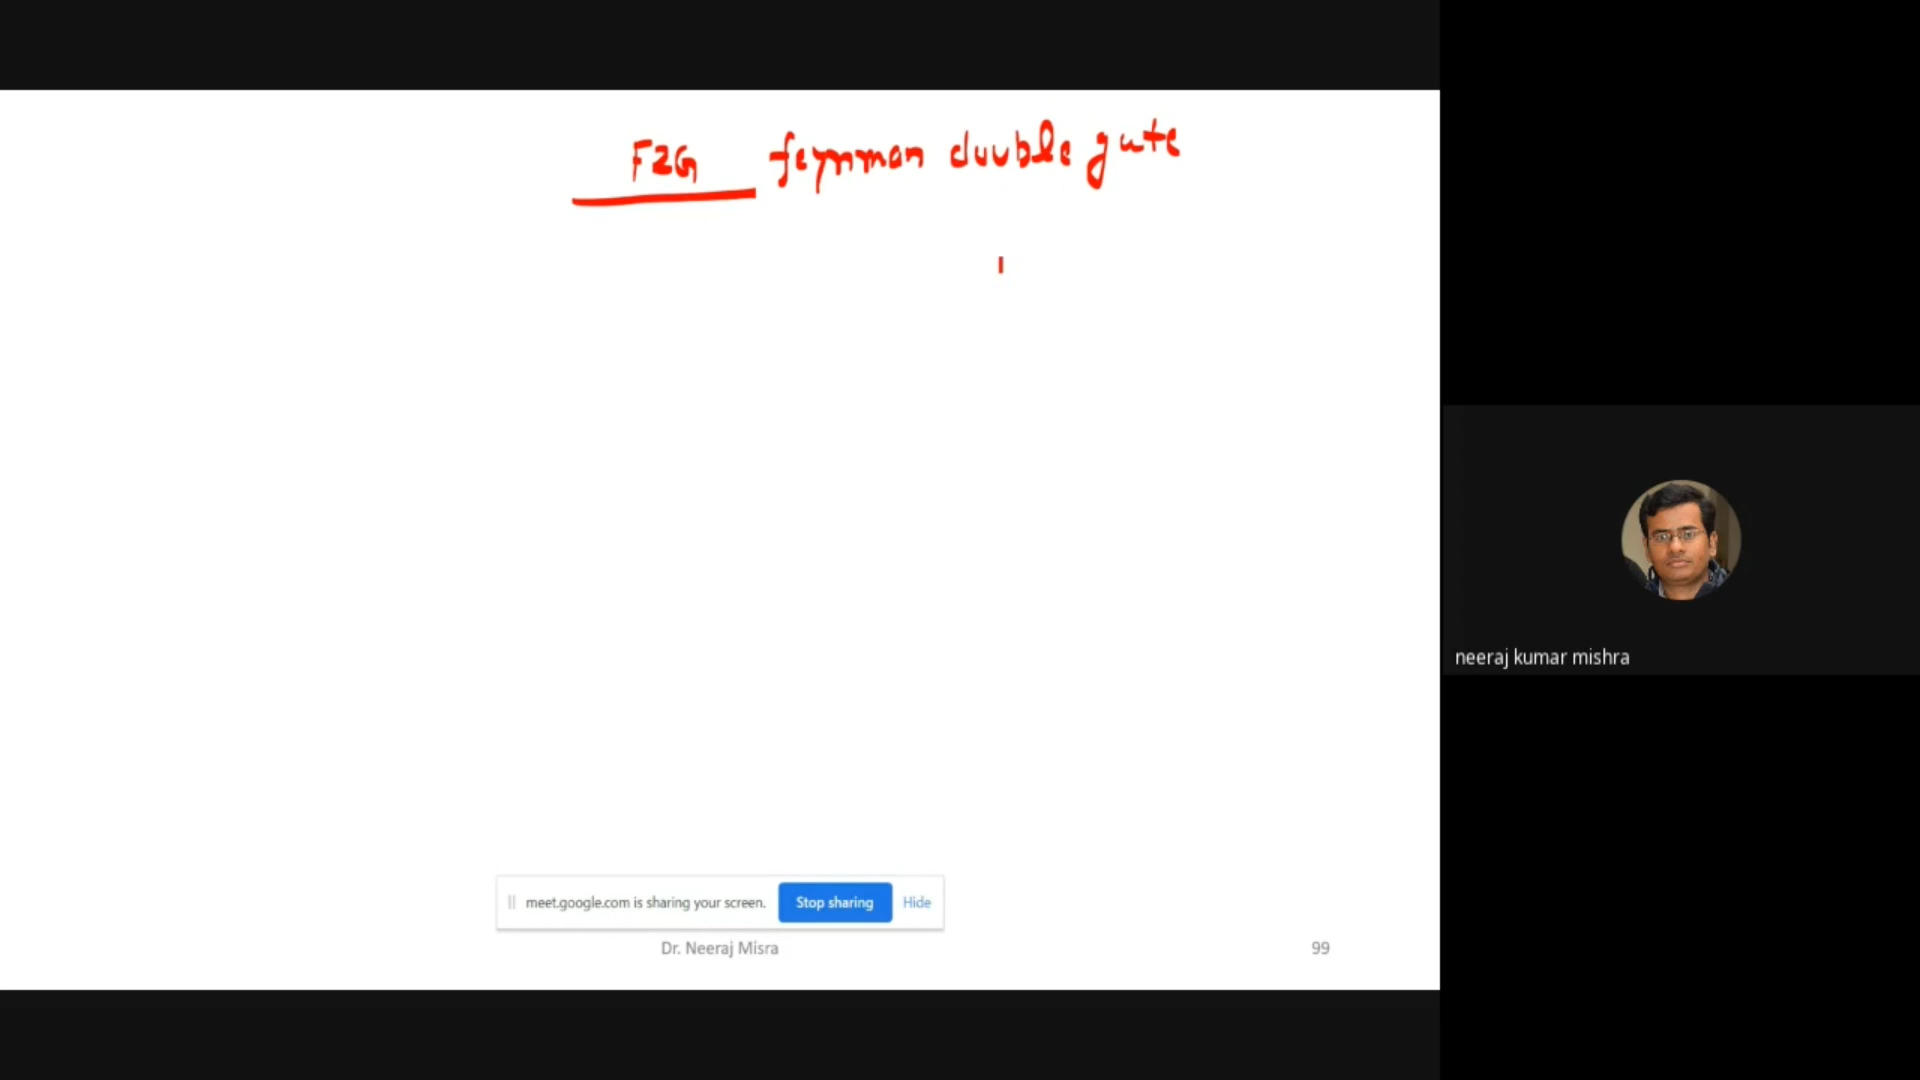 F2G feynman double gate
neeraj kumar mishra
meet.google.com is sharing your screen. Stop sharing Hide
Dr. Neeraj Misra 99